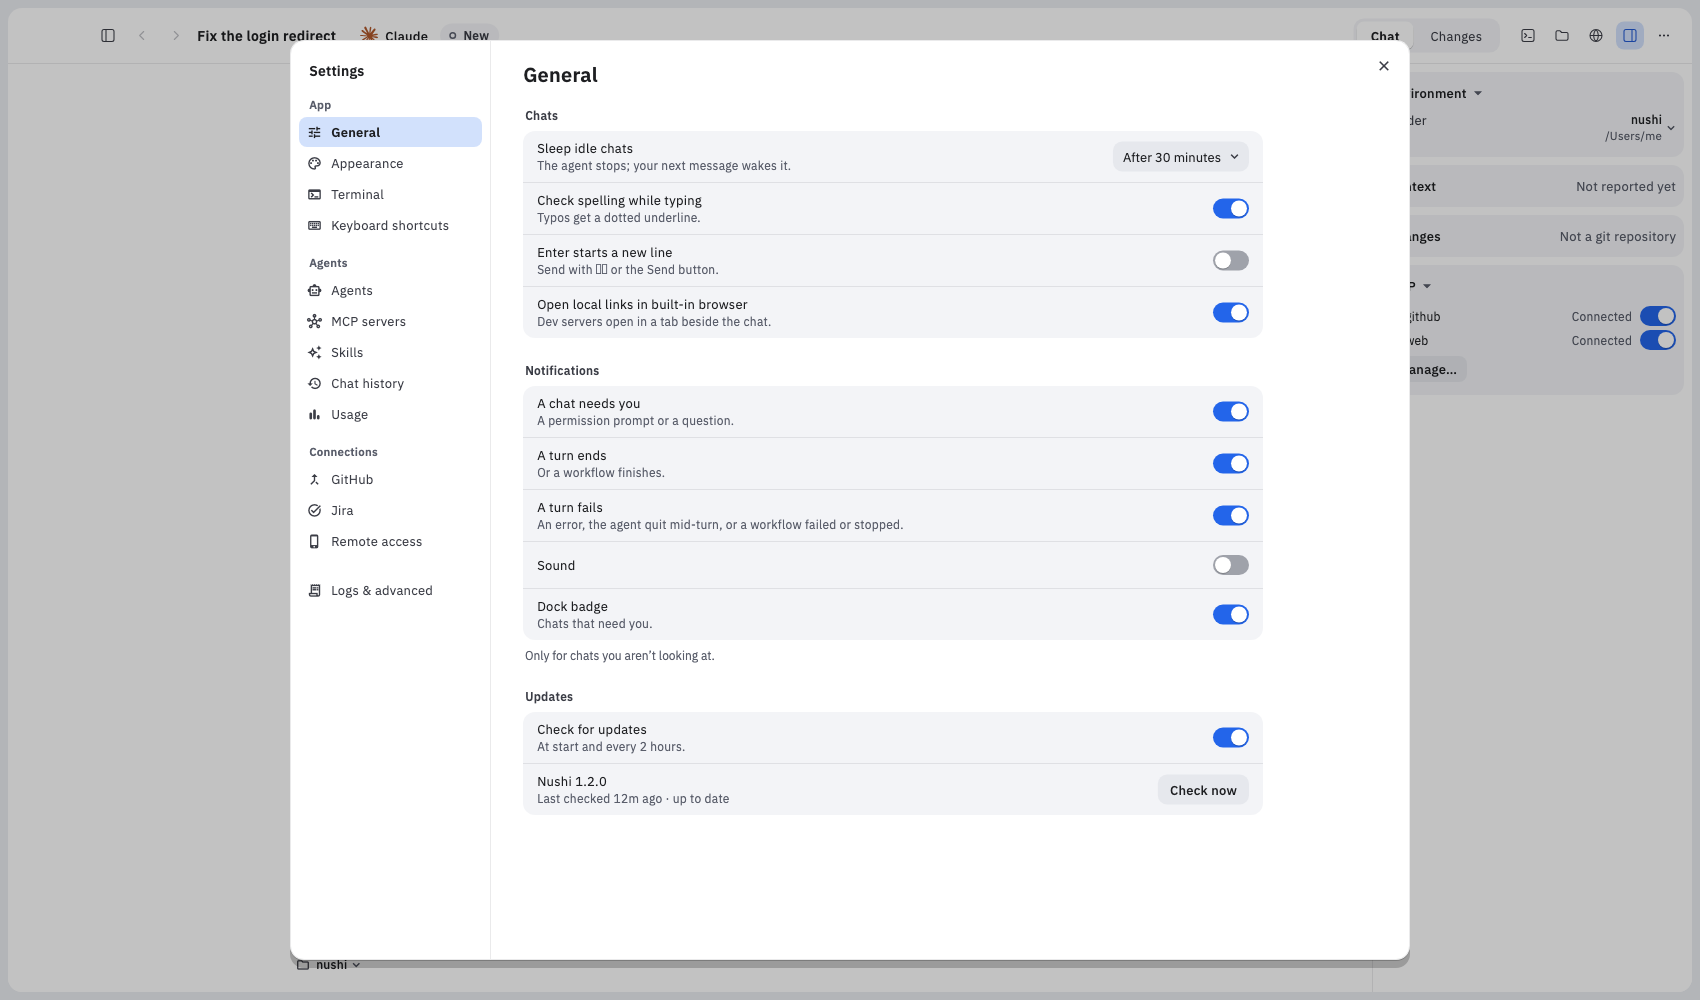 Fix the login redirect
Claude
New
Chat
Changes
Settings
App
General
Appearance
Terminal
Keyboard shortcuts
Agents
Agents
MCP servers
Skills
Chat history
Usage
Connections
GitHub
Jira
Remote access
Logs & advanced
General
Chats
Sleep idle chats
The agent stops; your next message wakes it.
After 30 minutes
Check spelling while typing
Typos get a dotted underline.
Enter starts a new line
Send with ▯▯ or the Send button.
Open local links in built-in browser
Dev servers open in a tab beside the chat.
Notifications
A chat needs you
A permission prompt or a question.
A turn ends
Or a workflow finishes.
A turn fails
An error, the agent quit mid-turn, or a workflow failed or stopped.
Sound
Dock badge
Chats that need you.
Only for chats you aren’t looking at.
Updates
Check for updates
At start and every 2 hours.
Nushi 1.2.0
Last checked 12m ago · up to date
Check now
ironment
der
nushi
/Users/me
text
Not reported yet
anges
Not a git repository
P
github
Connected
web
Connected
anage…
nushi